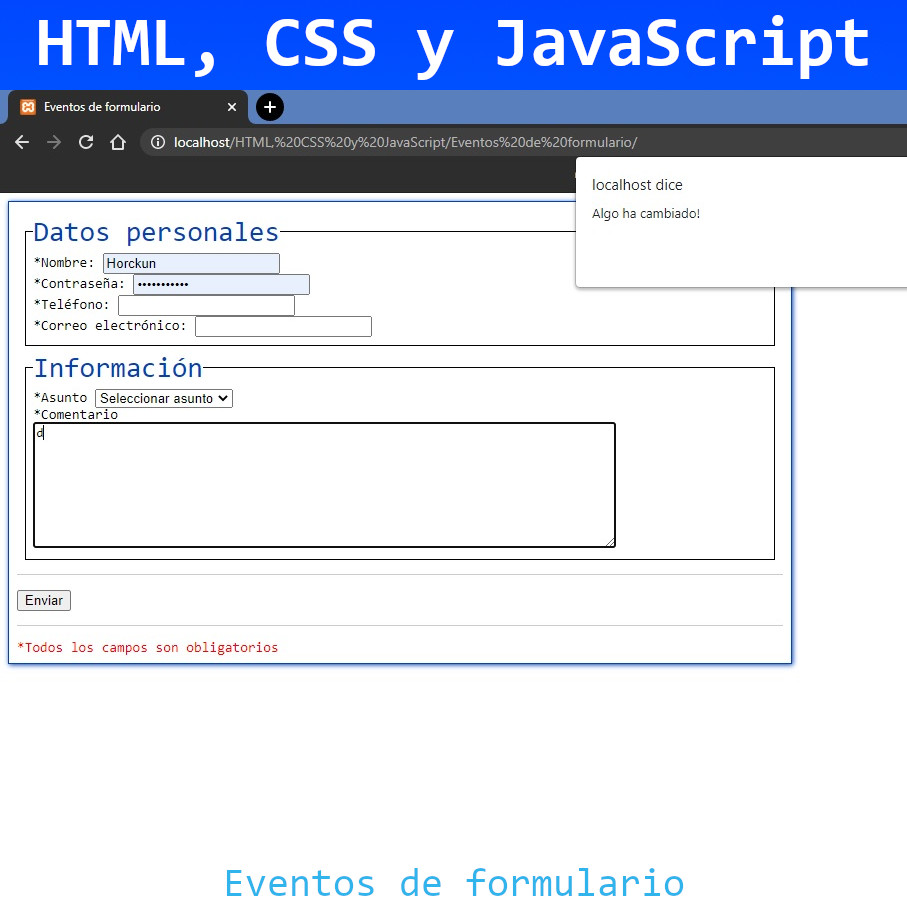 HTML, CSS y JavaScript
Eventos de formulario
localhost/HTML,%20CSS%20y%20JavaScript/Eventos%20de%20formulario/
localhost dice
Algo ha cambiado!
Datos personales
*Nombre: Horckun
*Contraseña: •••••••••••
*Teléfono:
*Correo electrónico:
Información
*Asunto Seleccionar asunto
*Comentario
d
Enviar
*Todos los campos son obligatorios
Eventos de formulario